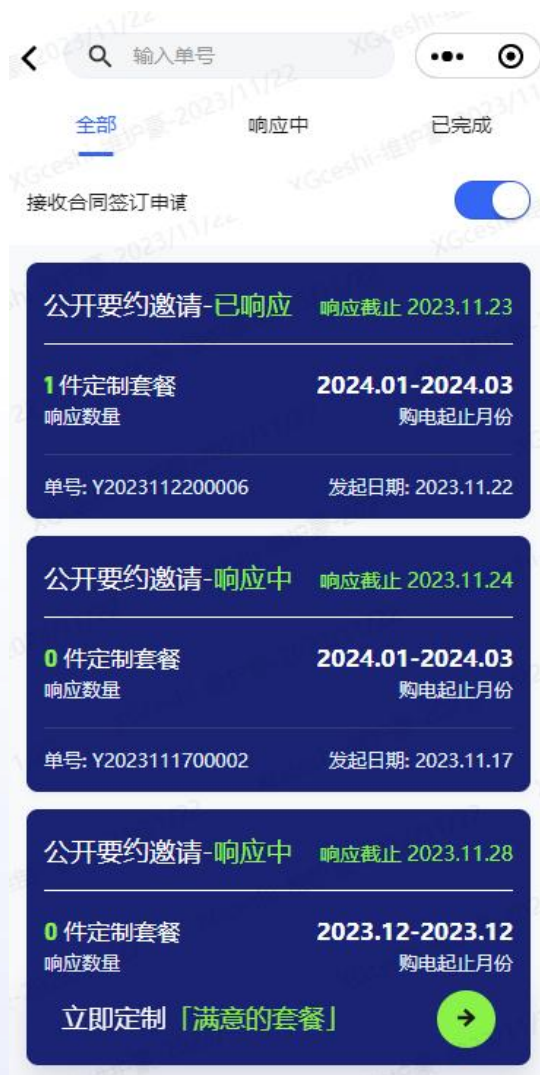 输入单号
全部 响应中 已完成
接收合同签订申请
公开要约邀请-已响应 响应截止 2023.11.23
1 件定制套餐 2024.01-2024.03
响应数量 购电起止月份
单号: Y2023112200006 发起日期: 2023.11.22
公开要约邀请-响应中 响应截止 2023.11.24
0 件定制套餐 2024.01-2024.03
响应数量 购电起止月份
单号: Y2023111700002 发起日期: 2023.11.17
公开要约邀请-响应中 响应截止 2023.11.28
0 件定制套餐 2023.12-2023.12
响应数量 购电起止月份
立即定制「满意的套餐」